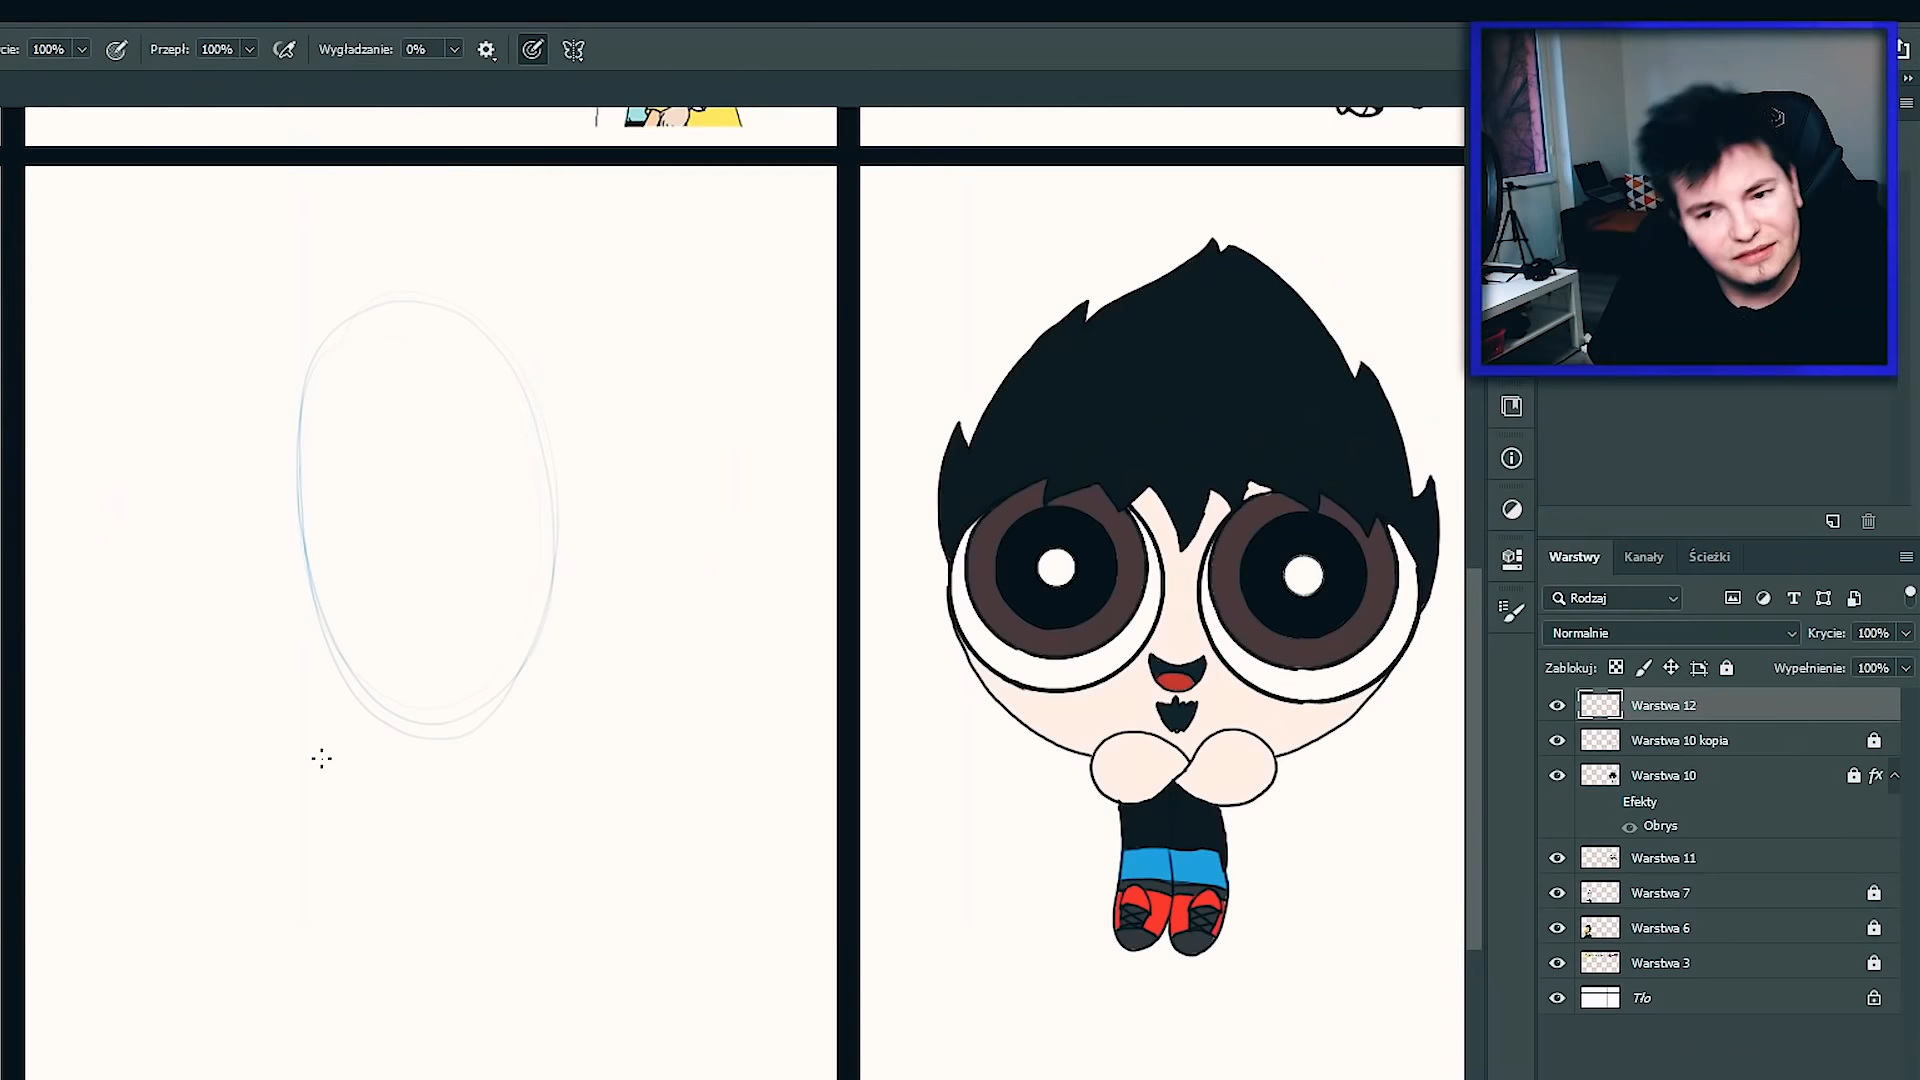 cie: 100% Przepł: 100% Wygładzanie: 0%
Warstwy Kanały Ścieżki
Rodzaj
Normalnie Krycie: 100%
Zablokuj: Wypełnienie: 100%
Warstwa 12
Warstwa 10 kopia
Warstwa 10 fx
Efekty
Obrys
Warstwa 11
Warstwa 7
Warstwa 6
Warstwa 3
Tło